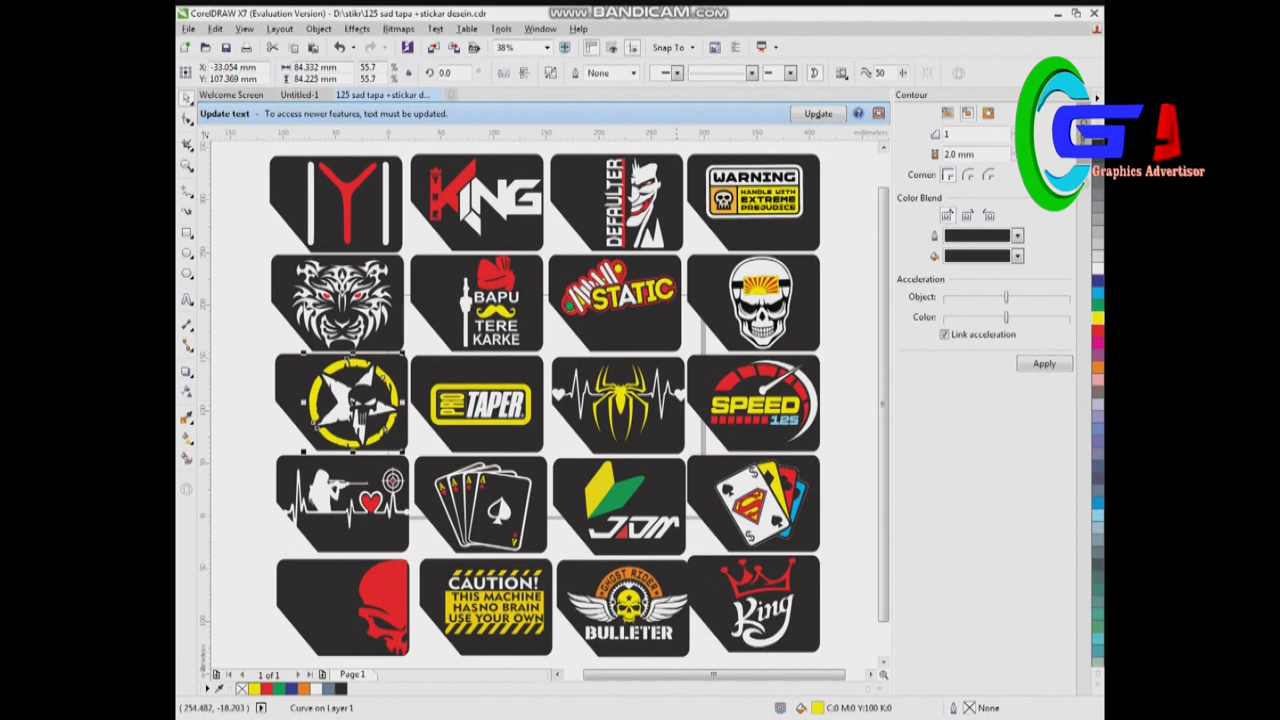 CorelDRAW X7 (Evaluation Version) - D:\stikr\125 sad tapa +stickar desein.cdr
www.BANDICAM.com
File Edit View Layout Object Effects Bitmaps Text Table Tools Window Help
38% Snap To
X: -33.054 mm 84.332 mm 55.7 %
Y: 107.369 mm 84.225 mm 55.7 %
0.0 ° None 50
Welcome Screen Untitled-1 125 sad tapa +stickar d...
Update text - To access newer features, text must be updated. Update
millimeters
Contour
1
2.0 mm
Corner:
Color Blend
Acceleration
Object:
Color:
Link acceleration
Apply
GA
Graphics Advertisor
KING
DEFAULTER
WARNING
HANDLE WITH
EXTREME
PREJUDICE
BAPU
TERE
KARKE
STATIC
PRO TAPER
SPEED
125
A A A A
A
JDM
S
$
$
CAUTION!
THIS MACHINE
HAS NO BRAIN
USE YOUR OWN
GHOST RIDER
BULLETER
King
1 of 1 Page 1
(254.482, -18.203) Curve on Layer 1 C:0 M:0 Y:100 K:0 None